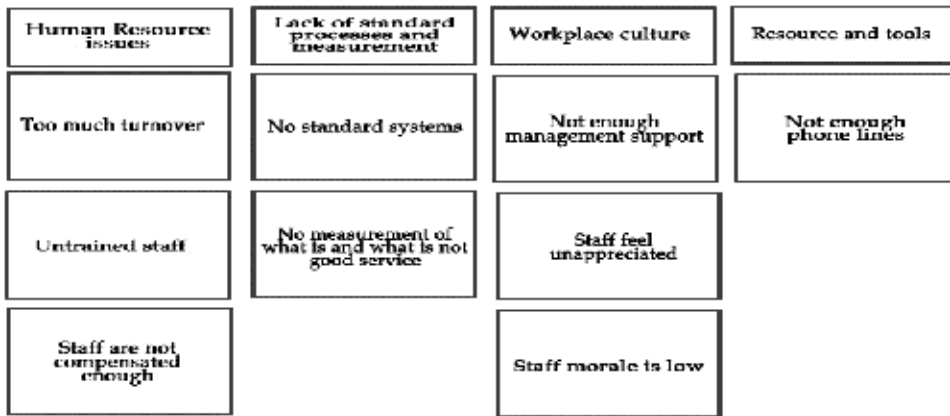 Human Resource
issues
Lack of standard
processes and
measurement
Workplace culture
Resource and tools
Too much turnover
No standard systems
Not enough
management support
Not enough
phone lines
Untrained staff
No measurement of
what is and what is not
good service
Staff feel
unappreciated
Staff are not
compensated
enough
Staff morale is low